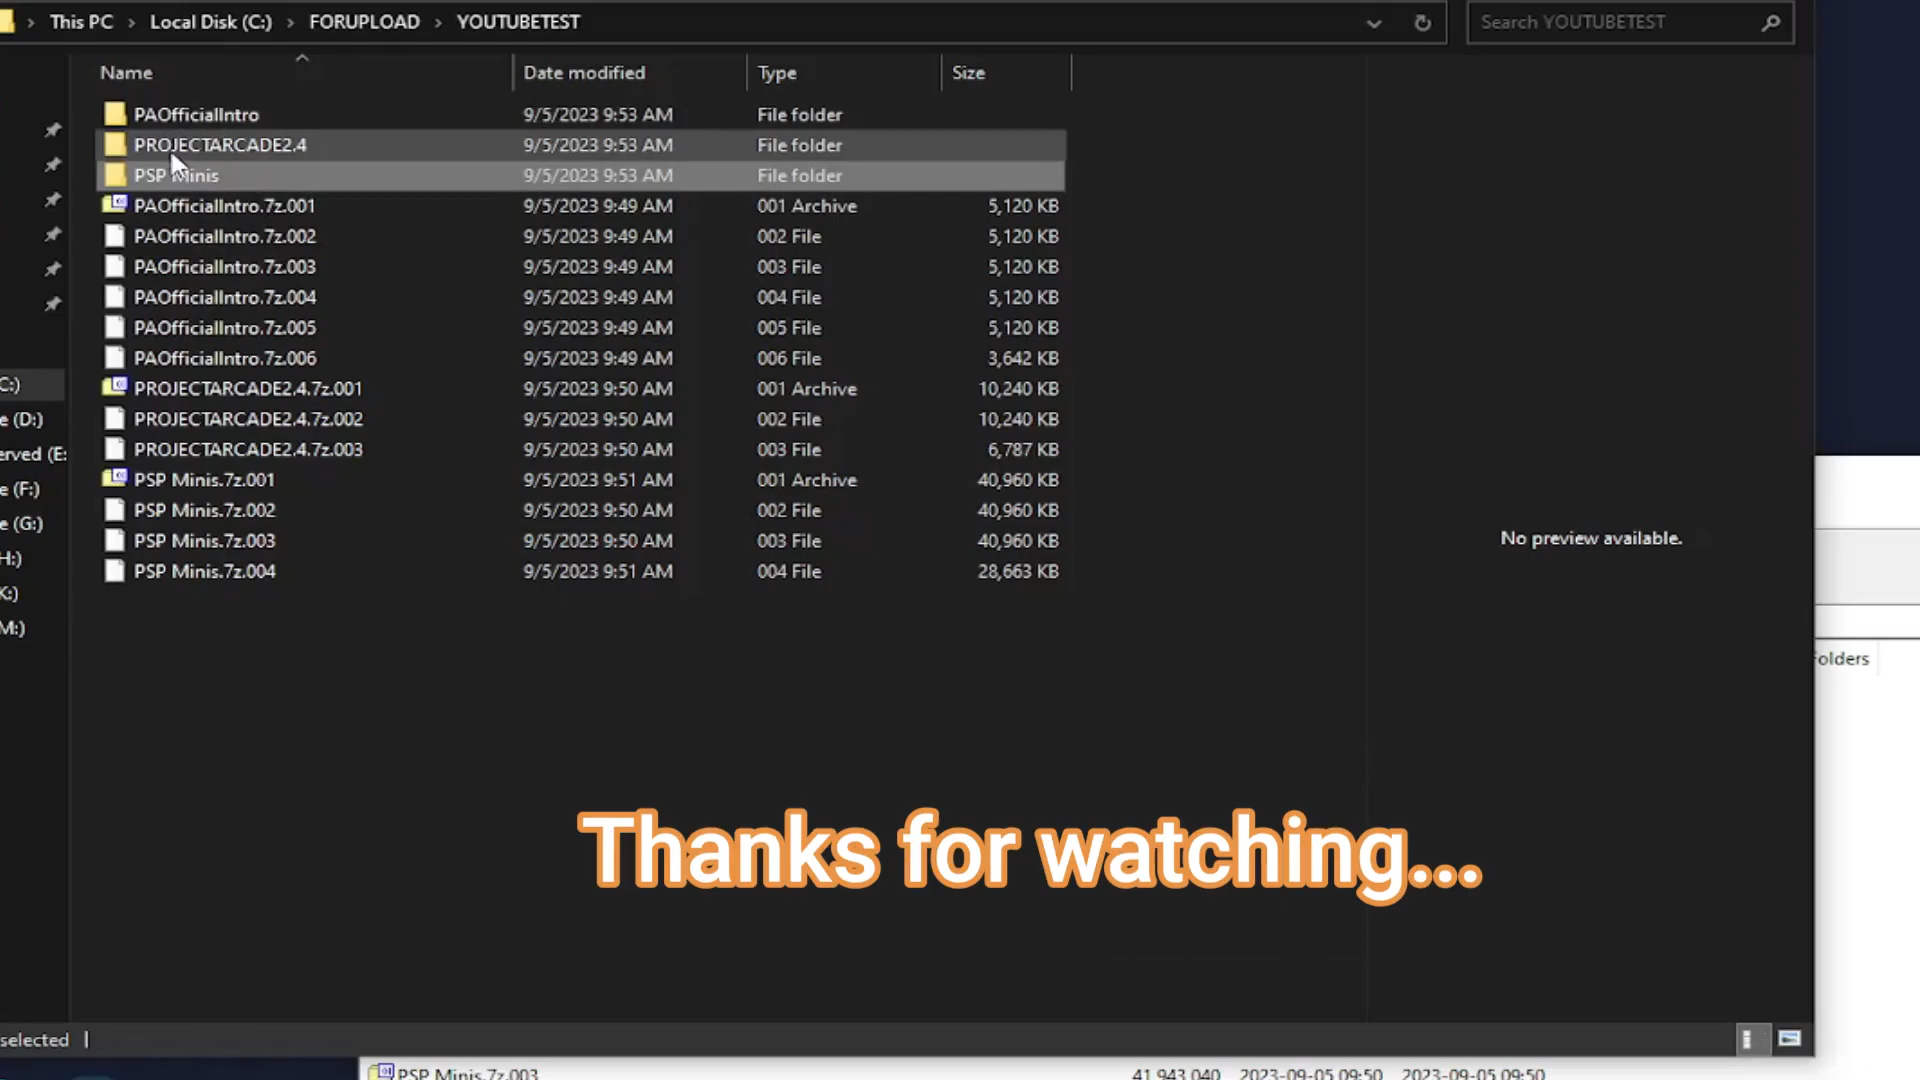 This PC > Local Disk (C:) > FORUPLOAD > YOUTUBETEST
Search YOUTUBETEST
Name Date modified Type Size
PAOfficialIntro 9/5/2023 9:53 AM File folder
PROJECTARCADE2.4 9/5/2023 9:53 AM File folder
PSP Minis 9/5/2023 9:53 AM File folder
PAOfficialIntro.7z.001 9/5/2023 9:49 AM 001 Archive 5,120 KB
PAOfficialIntro.7z.002 9/5/2023 9:49 AM 002 File 5,120 KB
PAOfficialIntro.7z.003 9/5/2023 9:49 AM 003 File 5,120 KB
PAOfficialIntro.7z.004 9/5/2023 9:49 AM 004 File 5,120 KB
PAOfficialIntro.7z.005 9/5/2023 9:49 AM 005 File 5,120 KB
PAOfficialIntro.7z.006 9/5/2023 9:49 AM 006 File 3,642 KB
PROJECTARCADE2.4.7z.001 9/5/2023 9:50 AM 001 Archive 10,240 KB
PROJECTARCADE2.4.7z.002 9/5/2023 9:50 AM 002 File 10,240 KB
PROJECTARCADE2.4.7z.003 9/5/2023 9:50 AM 003 File 6,787 KB
PSP Minis.7z.001 9/5/2023 9:51 AM 001 Archive 40,960 KB
PSP Minis.7z.002 9/5/2023 9:50 AM 002 File 40,960 KB
PSP Minis.7z.003 9/5/2023 9:50 AM 003 File 40,960 KB
PSP Minis.7z.004 9/5/2023 9:51 AM 004 File 28,663 KB
C:)
e (D:)
erved (E:
e (F:)
e (G:)
H:)
K:)
M:)
No preview available.
Folders
Thanks for watching...
selected
PSP Minis.7z.003 41 943 040 2023-09-05 09:50 2023-09-05 09:50